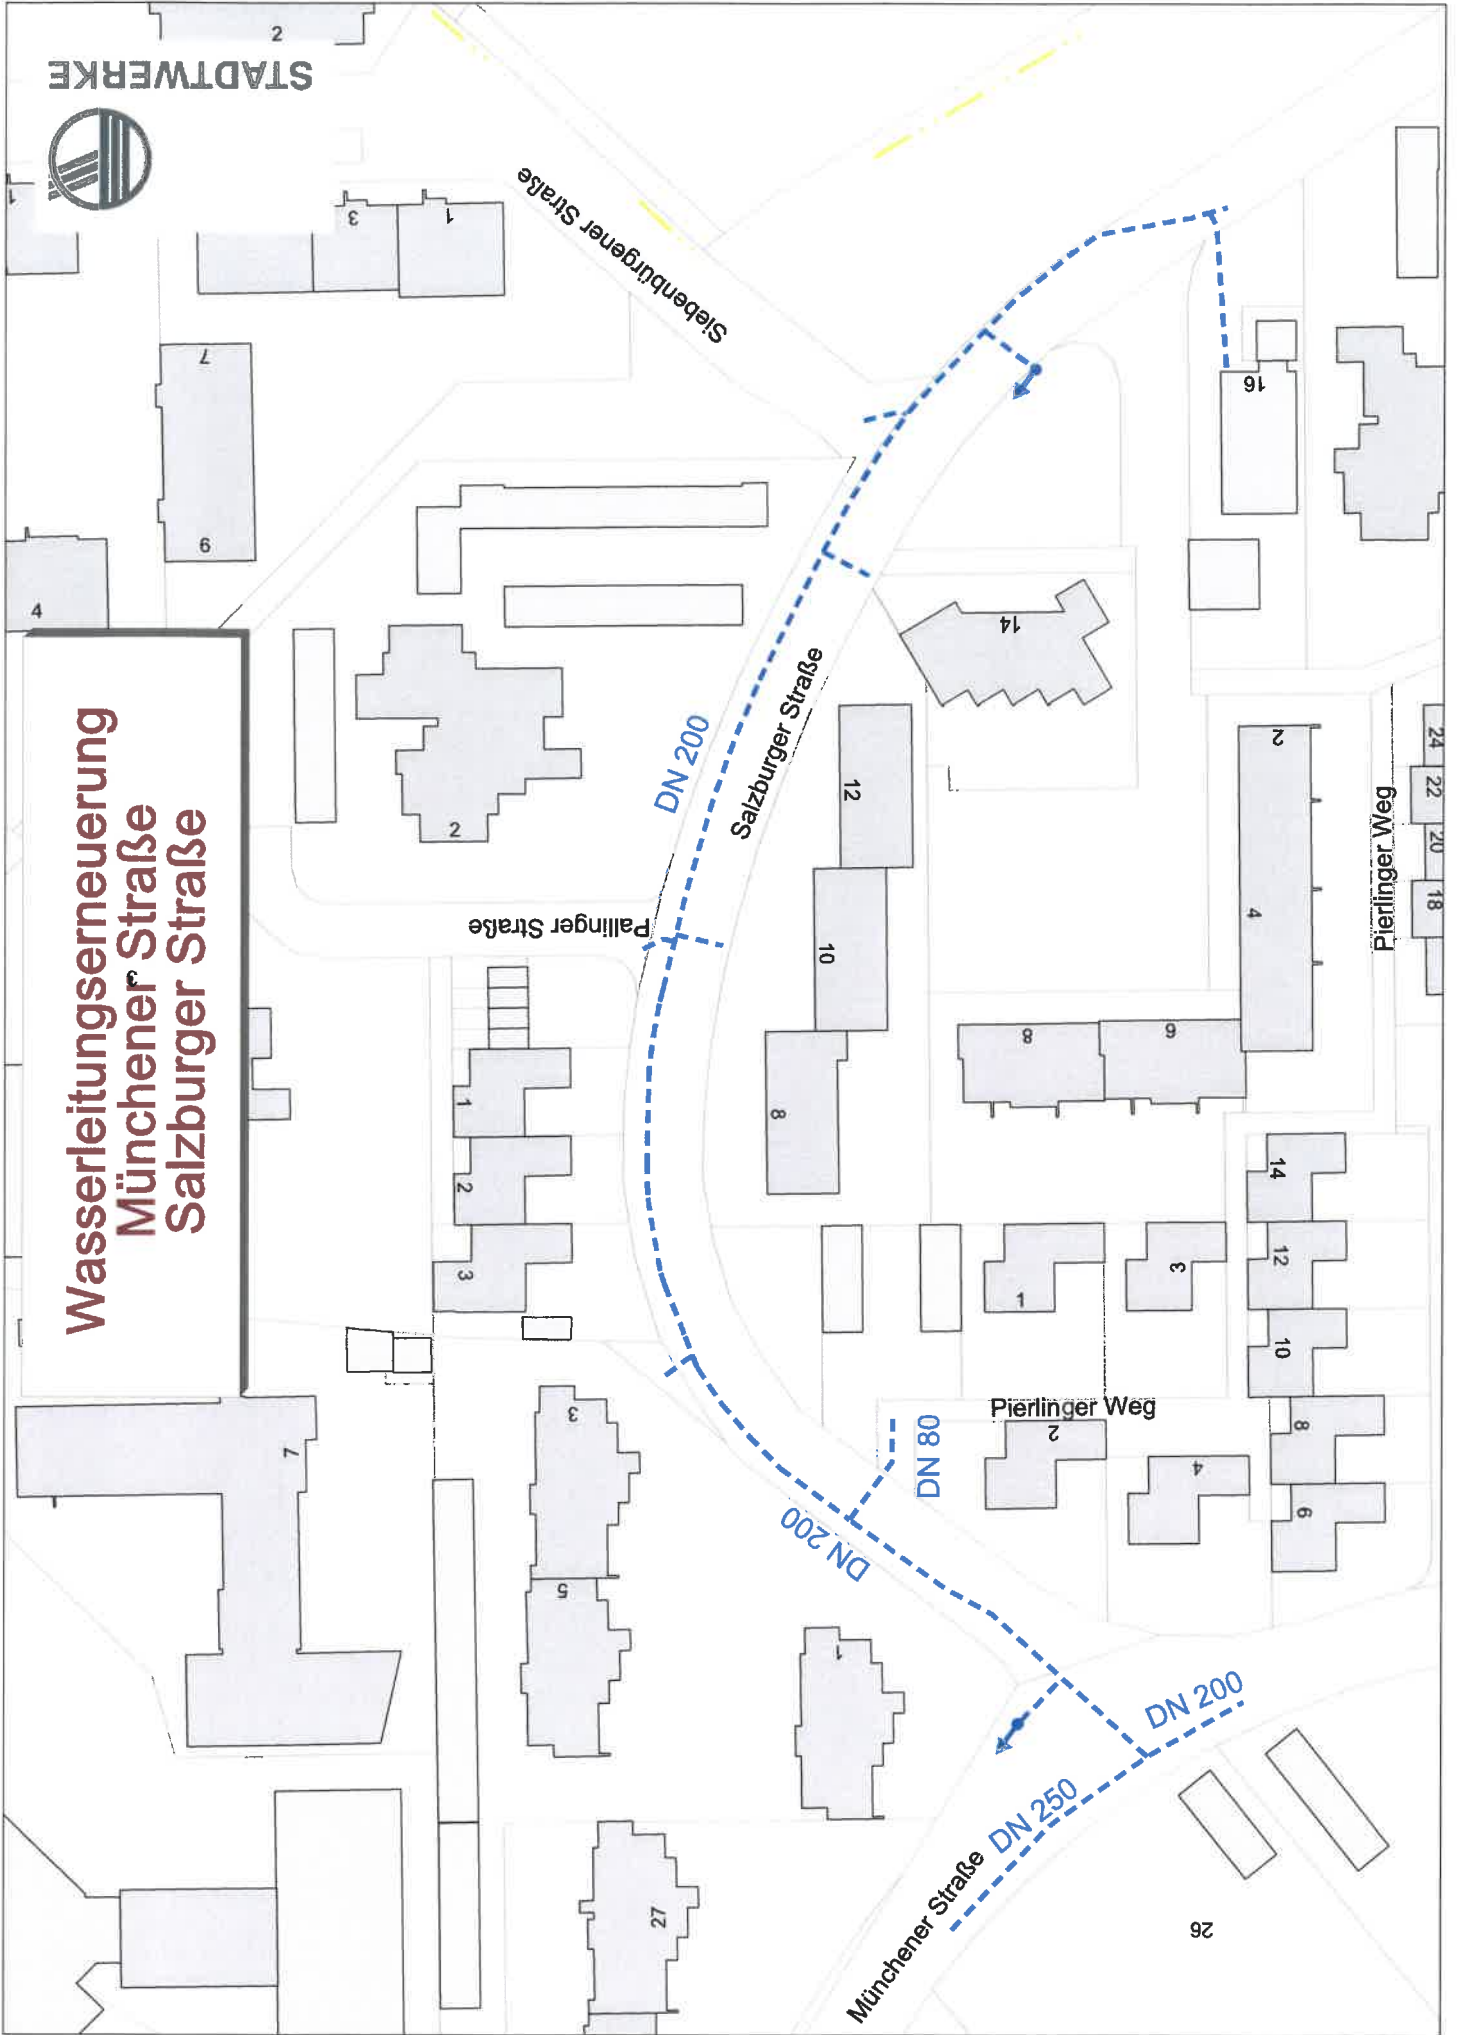 Wasserleitungserneuerung
Münchener Straße
Salzburger Straße
STADTWERKE
Siebenbürgener Straße
Salzburger Straße
Pallinger Straße
Pierlinger Weg
Pierlinger Weg
Münchener Straße
DN 200
DN 200
DN 80
DN 200
DN 250
2
1
3
1
7
9
4
2
3
1
2
3
7
3
5
1
27
26
16
14
12
10
8
2
4
6
8
24
22
20
18
14
12
10
8
6
1
3
2
4